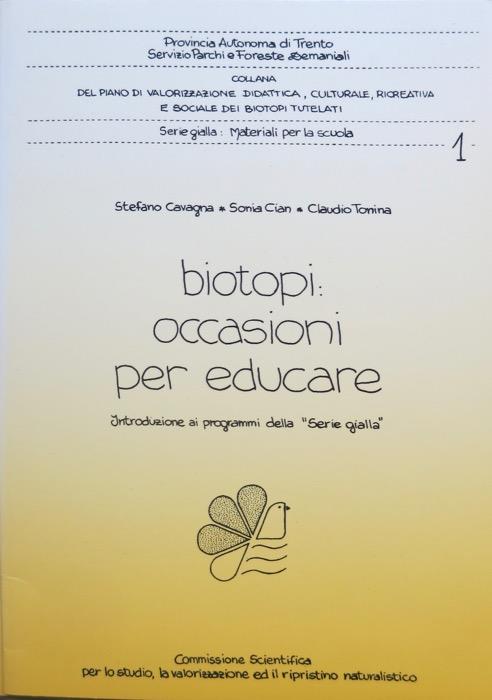 Provincia Autonoma di Trento
Servizio Parchi e Foreste Demaniali
COLLANA
DEL PIANO DI VALORIZZAZIONE DIDATTICA, CULTURALE, RICREATIVA
E SOCIALE DEI BIOTOPI TUTELATI
Serie gialla: Materiali per la scuola
1
Stefano Cavagna * Sonia Cian * Claudio Tonina
biotopi:
occasioni
per educare
Introduzione ai programmi della "Serie gialla"
Commissione Scientifica
per lo studio, la valorizzazione ed il ripristino naturalistico